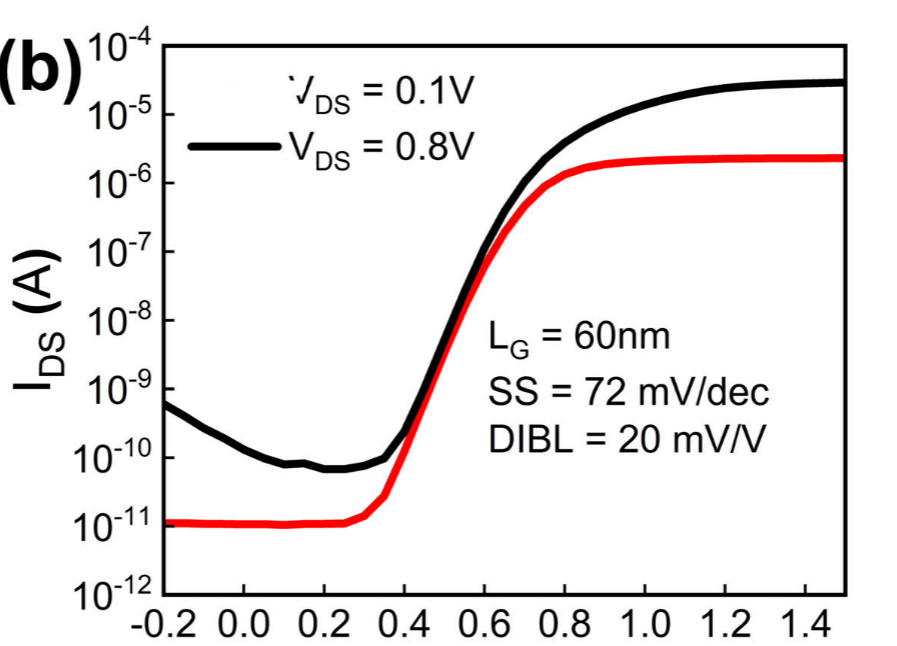 (b)
10-4
10-5
10-6
10-7
10-8
10-9
10-10
10-11
10-12
IDS (A)
VDS = 0.1V
VDS = 0.8V
LG = 60nm
SS = 72 mV/dec
DIBL = 20 mV/V
-0.2 0.0 0.2 0.4 0.6 0.8 1.0 1.2 1.4